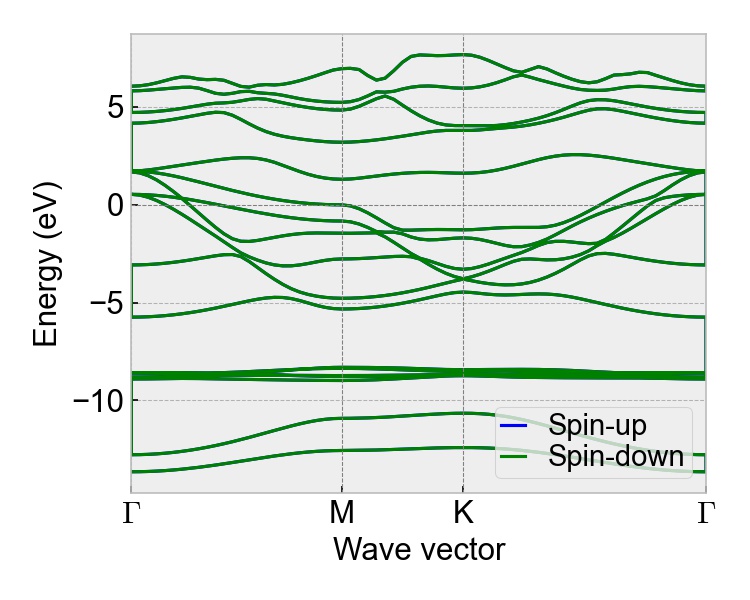 Energy (eV)
5
0
−5
−10
Spin-up
Spin-down
Γ M K Γ
Wave vector